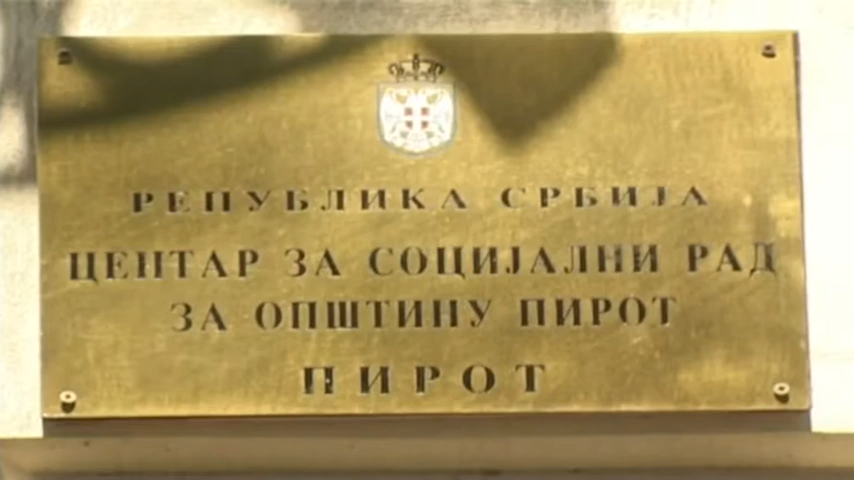 РЕПУБЛИКА СРБИЈА
ЦЕНТАР ЗА СОЦИЈАЛНИ РАД
ЗА ОПШТИНУ ПИРОТ
ПИРОТ